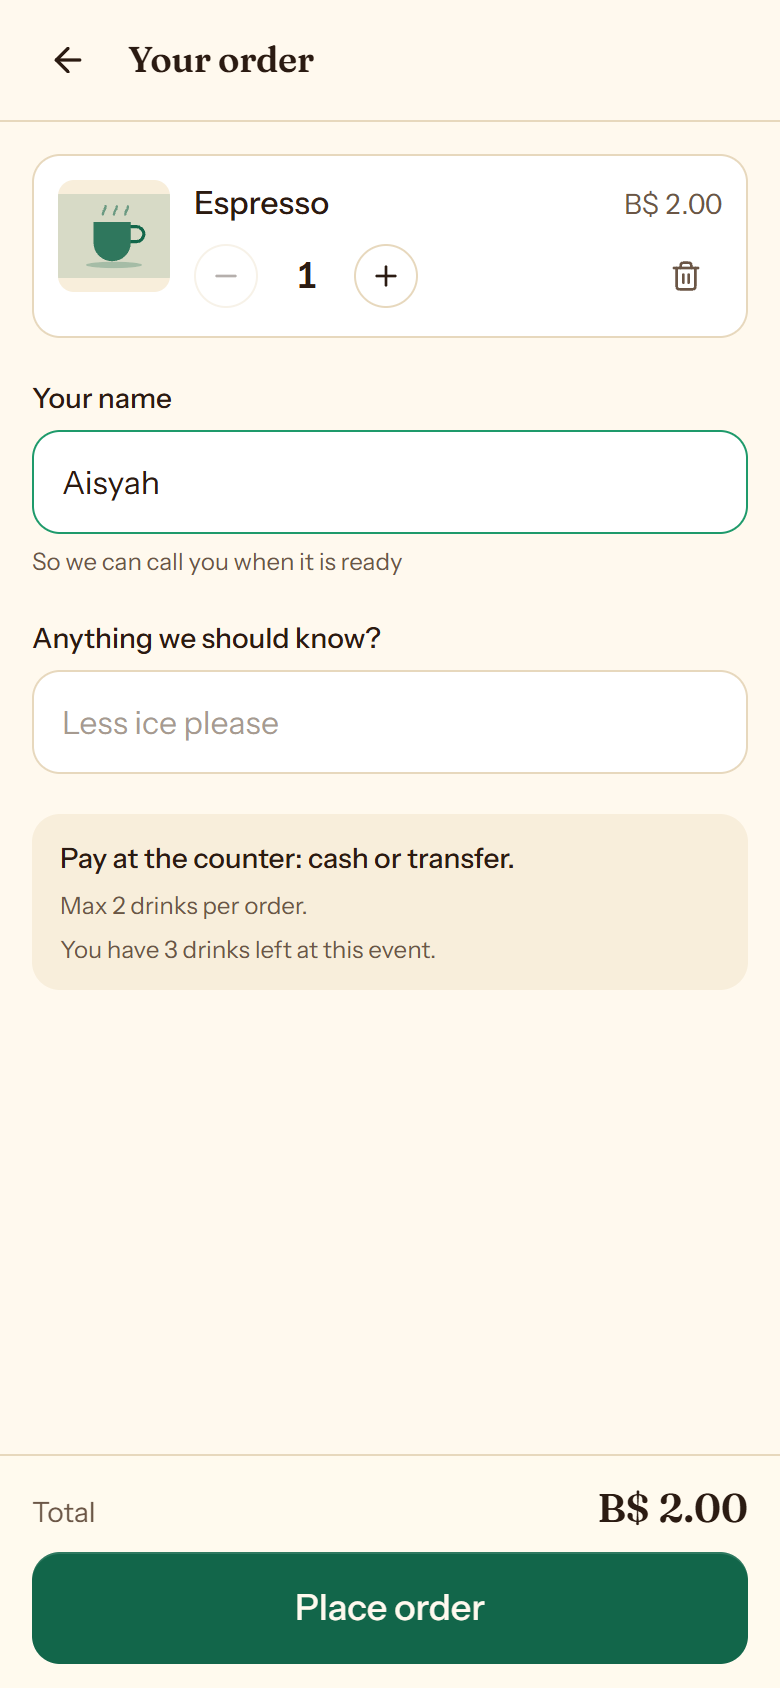 Your order
Espresso
B$ 2.00
1
Your name
Aisyah
So we can call you when it is ready
Anything we should know?
Less ice please
Pay at the counter: cash or transfer.
Max 2 drinks per order.
You have 3 drinks left at this event.
Total
B$ 2.00
Place order